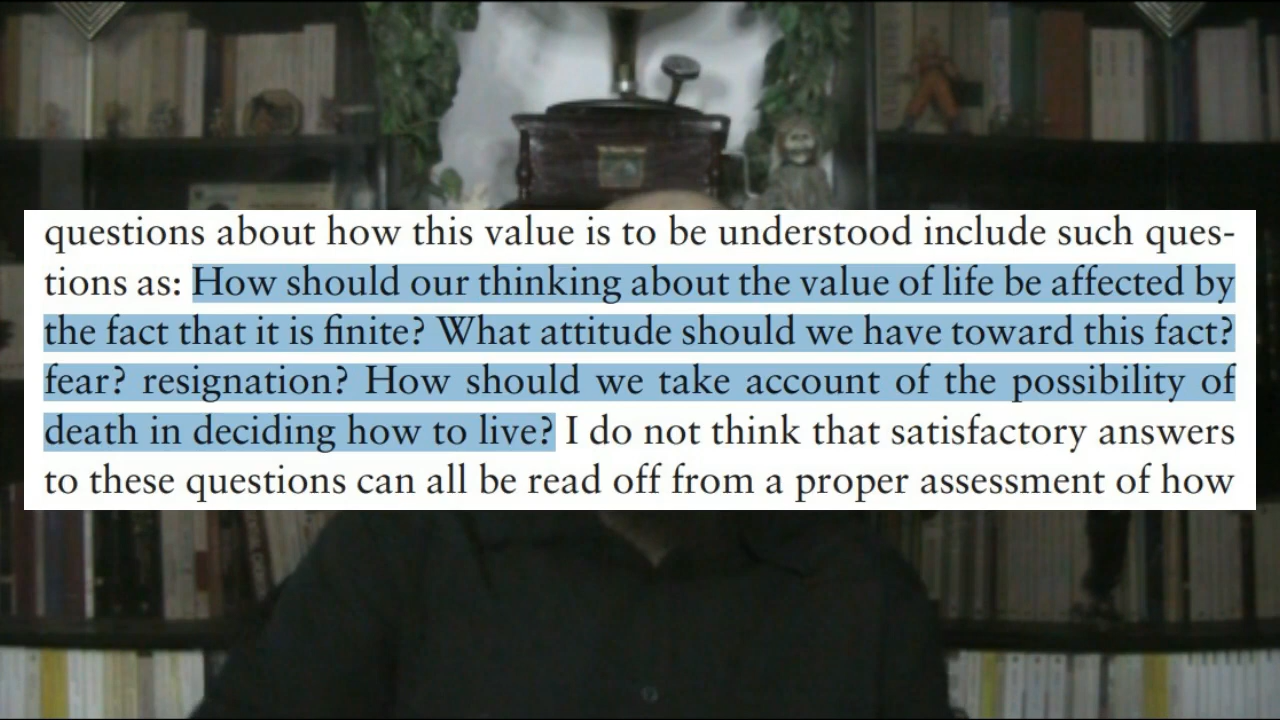 questions about how this value is to be understood include such ques-
tions as: How should our thinking about the value of life be affected by
the fact that it is finite? What attitude should we have toward this fact?
fear? resignation? How should we take account of the possibility of
death in deciding how to live? I do not think that satisfactory answers
to these questions can all be read off from a proper assessment of how